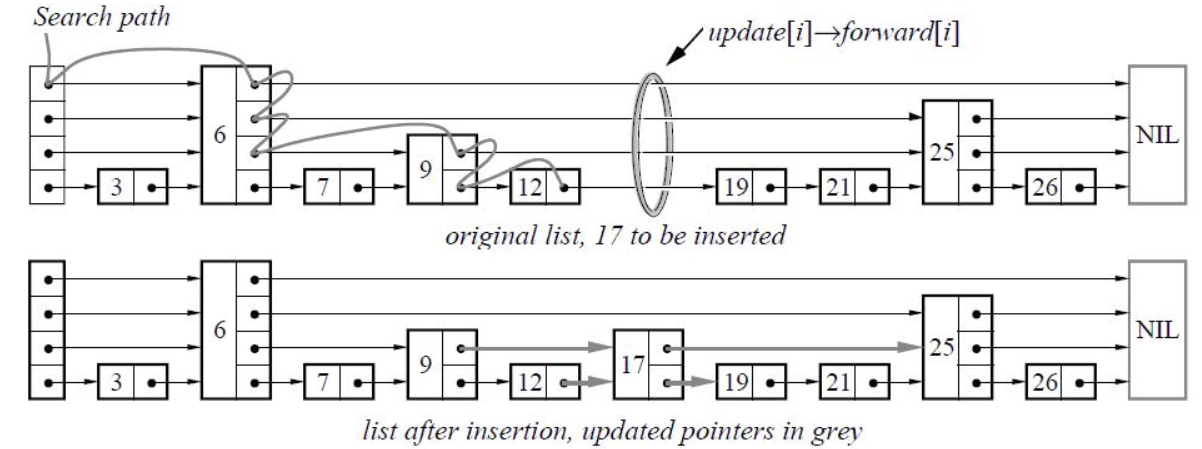 Search path
update[i]→forward[i]
6 NIL
9 25
3 7 12 19 21 26
original list, 17 to be inserted
6 NIL
9 17 25
3 7 12 19 21 26
list after insertion, updated pointers in grey